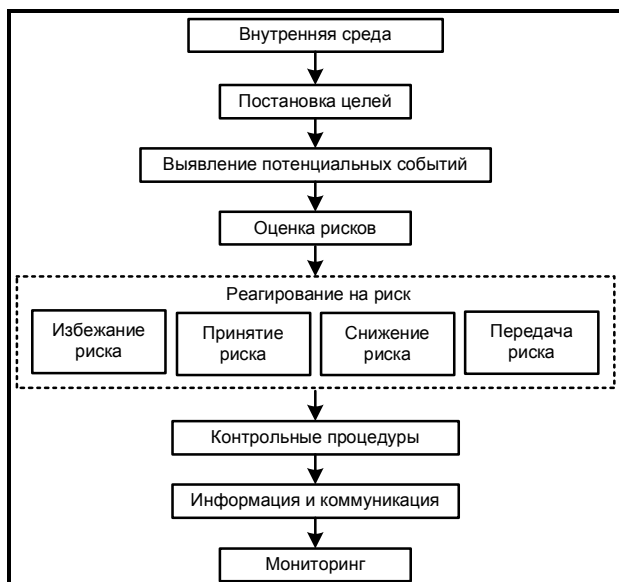 Внутренняя среда
Постановка целей
Выявление потенциальных событий
Оценка рисков
Реагирование на риск
Избежание
риска
Принятие
риска
Снижение
риска
Передача
риска
Контрольные процедуры
Информация и коммуникация
Мониторинг